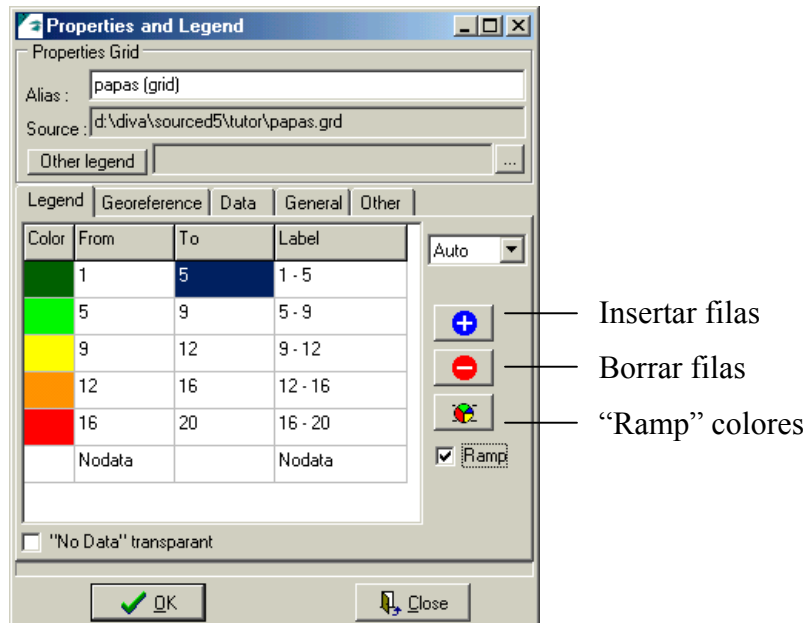 Properties and Legend
Properties Grid
Alias : papas (grid)
Source : d:\diva\sourced5\tutor\papas.grd
Other legend ...
Legend Georeference Data General Other
Color From To Label
Auto
1 5 1 - 5
5 9 5 - 9
9 12 9 - 12
12 16 12 - 16
16 20 16 - 20
Nodata Nodata
Ramp
"No Data" transparant
OK Close
Insertar filas
Borrar filas
“Ramp” colores